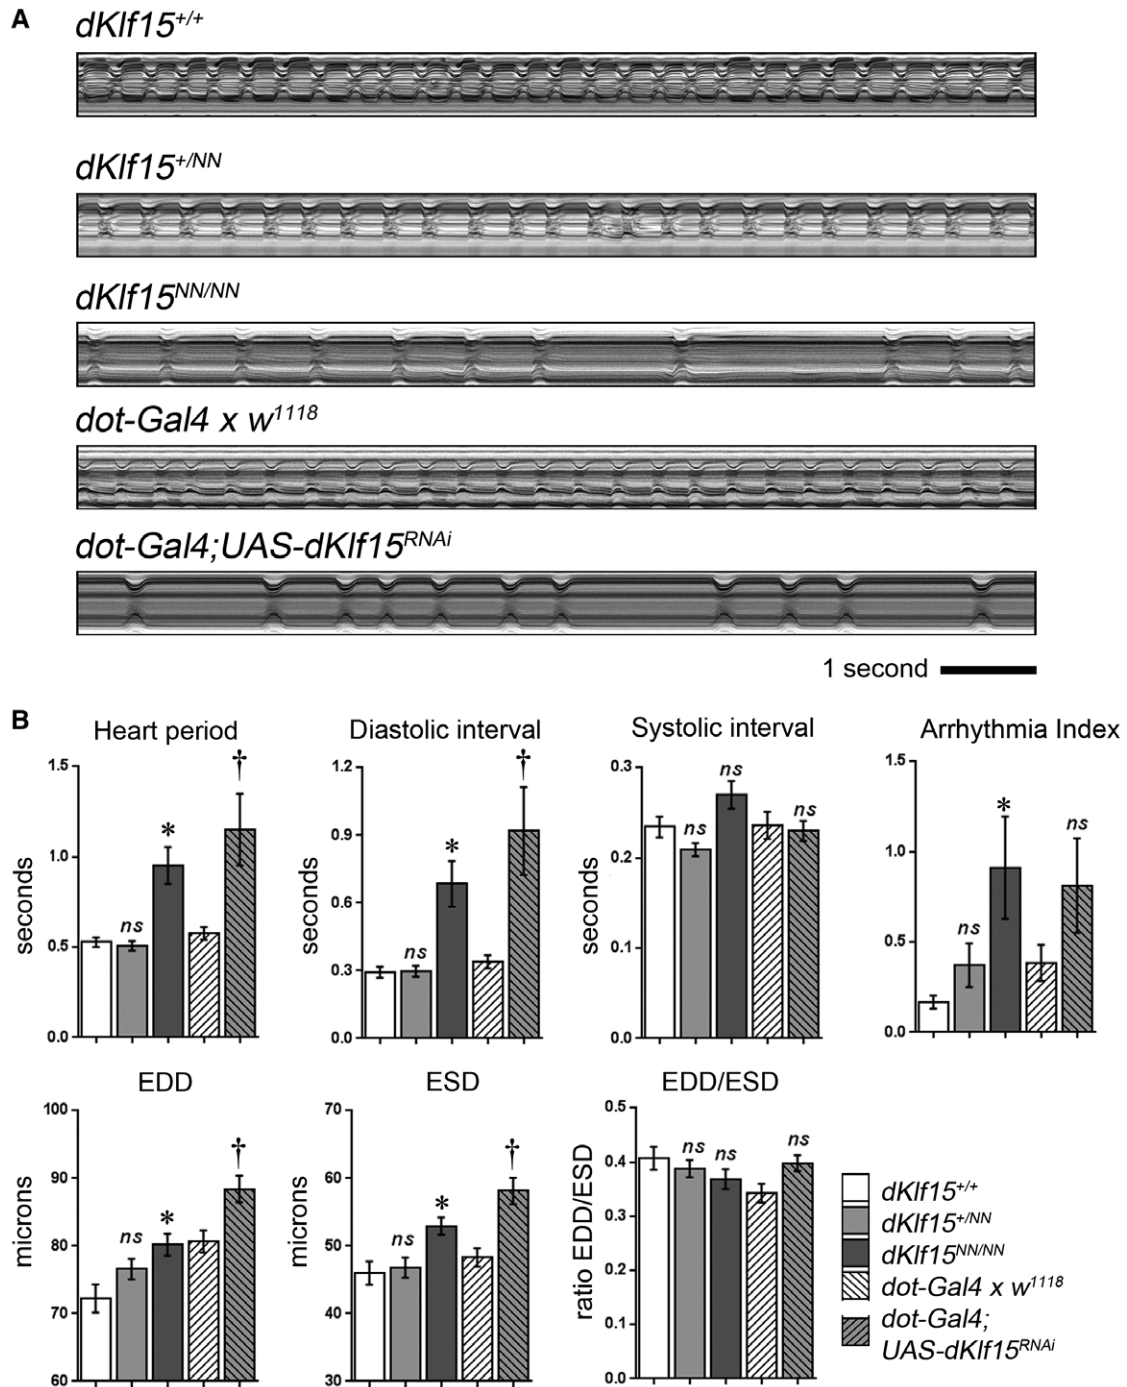 A
dKlf15+/+
dKlf15+/NN
dKlf15NN/NN
dot-Gal4 x w1118
dot-Gal4;UAS-dKlf15RNAi
1 second
B
Heart period
Diastolic interval
Systolic interval
Arrhythmia Index
seconds
1.5
1.0
0.5
0.0
ns
*
†
seconds
1.2
0.9
0.6
0.3
0.0
ns
*
†
seconds
0.3
0.2
0.1
0.0
ns
ns
ns
1.5
1.0
0.5
0.0
ns
*
ns
EDD
ESD
EDD/ESD
microns
100
90
80
70
60
ns
*
†
microns
70
60
50
40
30
ns
*
†
ratio EDD/ESD
0.5
0.4
0.3
0.2
0.1
0.0
ns
ns
ns
dKlf15+/+
dKlf15+/NN
dKlf15NN/NN
dot-Gal4 x w1118
dot-Gal4;
UAS-dKlf15RNAi